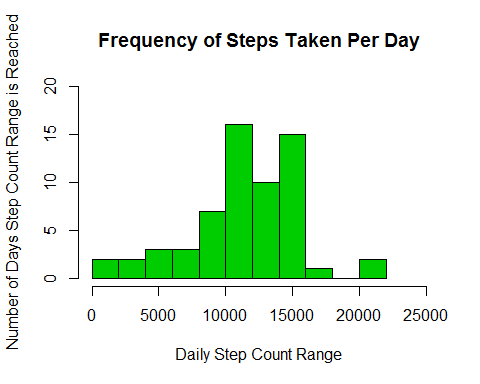 Frequency of Steps Taken Per Day
Number of Days Step Count Range is Reached
20
15
10
5
0
0 5000 10000 15000 20000 25000
Daily Step Count Range